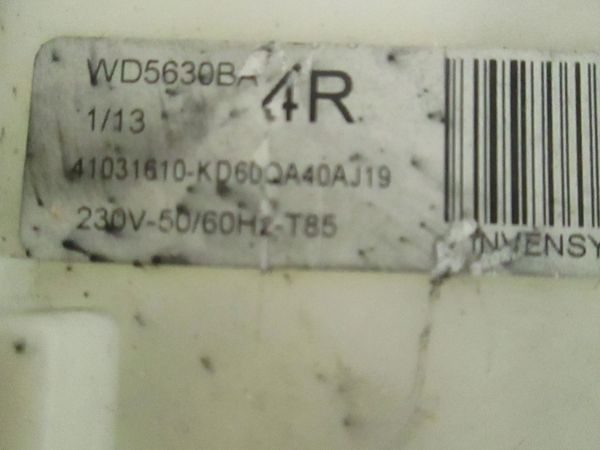 WD5630BA 4R
1/13
41031610-KD60QA40AJ19
230V-50/60Hz-T85
INVENSY